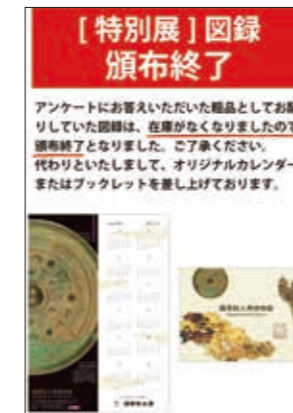 [ 特別展 ] 図録
頒布終了
アンケートにお答えいただいた粗品としてお配
りしていた図録は、在庫がなくなりましたので
頒布終了となりました。ご了承ください。
代わりといたしまして、オリジナルカレンダー
またはブックレットを差し上げております。